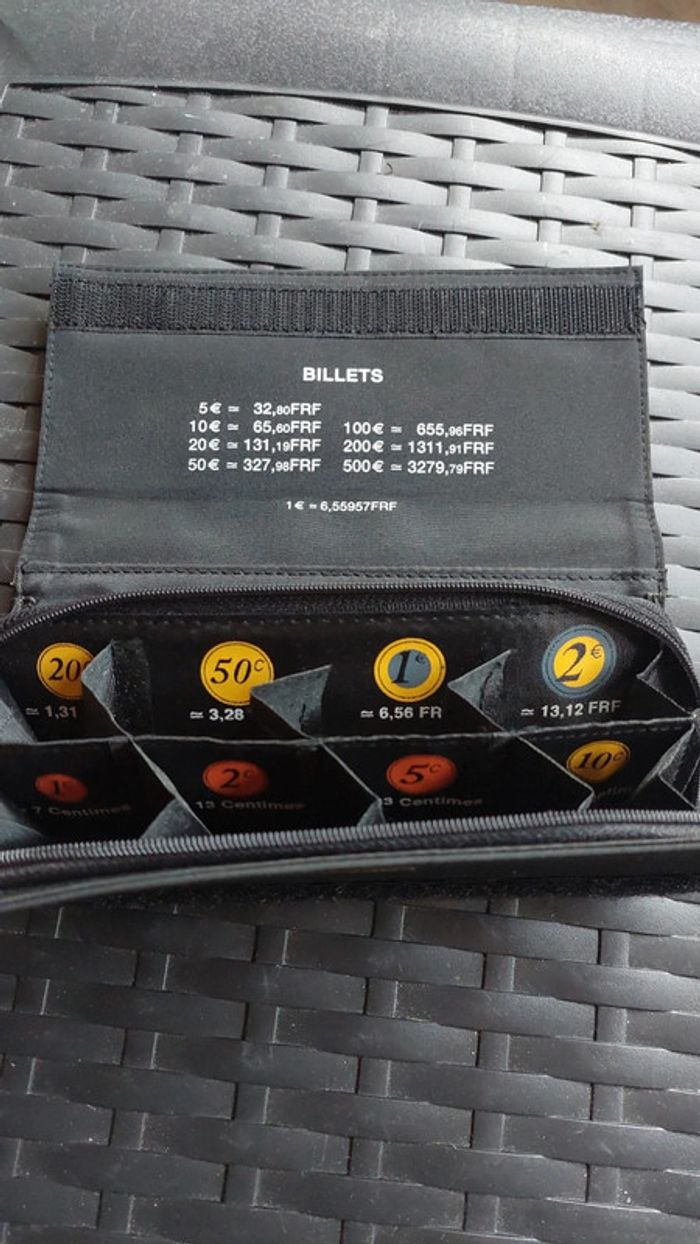 BILLETS
5€ ≃ 32,80FRF
10€ ≃ 65,60FRF 100€ ≃ 655,96FRF
20€ ≃ 131,19FRF 200€ ≃ 1311,91FRF
50€ ≃ 327,98FRF 500€ ≃ 3279,79FRF
1€ ≃ 6,55957FRF
20 50c 1€ 2€
≃ 1,31 ≃ 3,28 ≃ 6,56 FR ≃ 13,12 FRF
1c 2c 5c 10c
7 Centimes 13 Centimes 3 Centimes